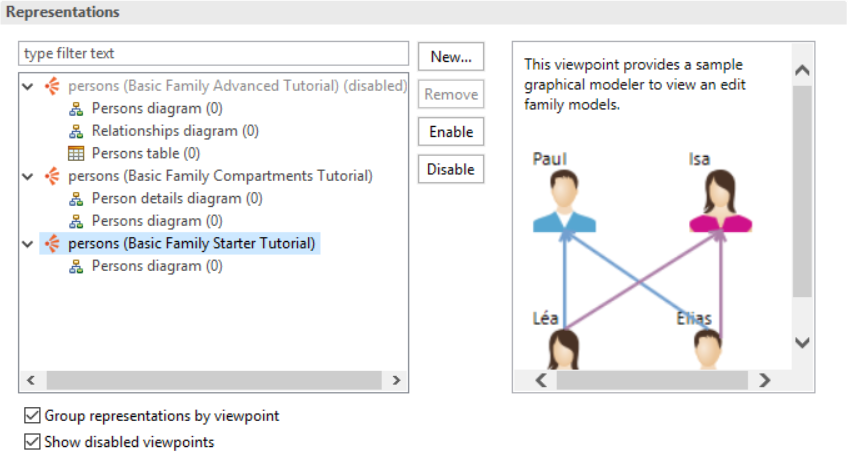 Representations
type filter text
persons (Basic Family Advanced Tutorial) (disabled)
Persons diagram (0)
Relationships diagram (0)
Persons table (0)
persons (Basic Family Compartments Tutorial)
Person details diagram (0)
Persons diagram (0)
persons (Basic Family Starter Tutorial)
Persons diagram (0)
New...
Remove
Enable
Disable
This viewpoint provides a sample
graphical modeler to view an edit
family models.
Paul
Isa
Léa
Elias
Group representations by viewpoint
Show disabled viewpoints